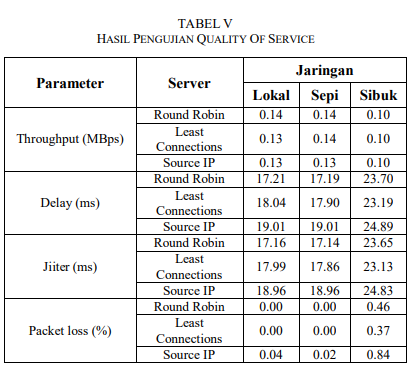 TABEL V
HASIL PENGUJIAN QUALITY OF SERVICE
Parameter Server Jaringan
Lokal Sepi Sibuk
Throughput (MBps) Round Robin 0.14 0.14 0.10
Least Connections 0.13 0.14 0.10
Source IP 0.13 0.13 0.10
Delay (ms) Round Robin 17.21 17.19 23.70
Least Connections 18.04 17.90 23.19
Source IP 19.01 19.01 24.89
Jiiter (ms) Round Robin 17.16 17.14 23.65
Least Connections 17.99 17.86 23.13
Source IP 18.96 18.96 24.83
Packet loss (%) Round Robin 0.00 0.00 0.46
Least Connections 0.00 0.00 0.37
Source IP 0.04 0.02 0.84